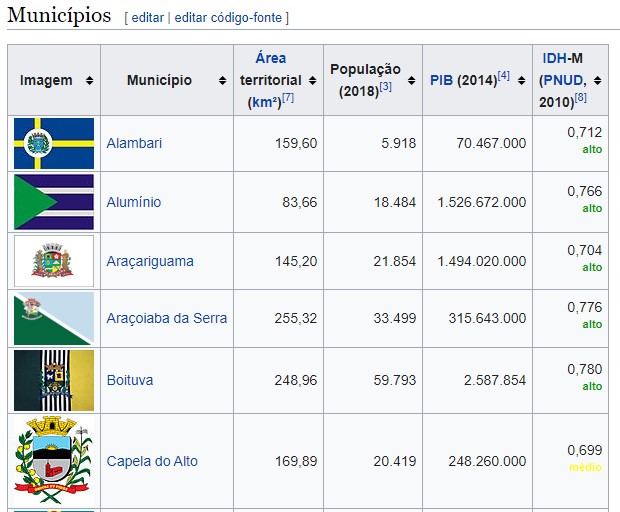 Municípios [ editar | editar código-fonte ]
Imagem Município Área territorial (km²)[7] População (2018)[3] PIB (2014)[4] IDH-M (PNUD, 2010)[8]
Alambari 159,60 5.918 70.467.000 0,712 alto
Alumínio 83,66 18.484 1.526.672.000 0,766 alto
Araçariguama 145,20 21.854 1.494.020.000 0,704 alto
Araçoiaba da Serra 255,32 33.499 315.643.000 0,776 alto
Boituva 248,96 59.793 2.587.854 0,780 alto
Capela do Alto 169,89 20.419 248.260.000 0,699 médio